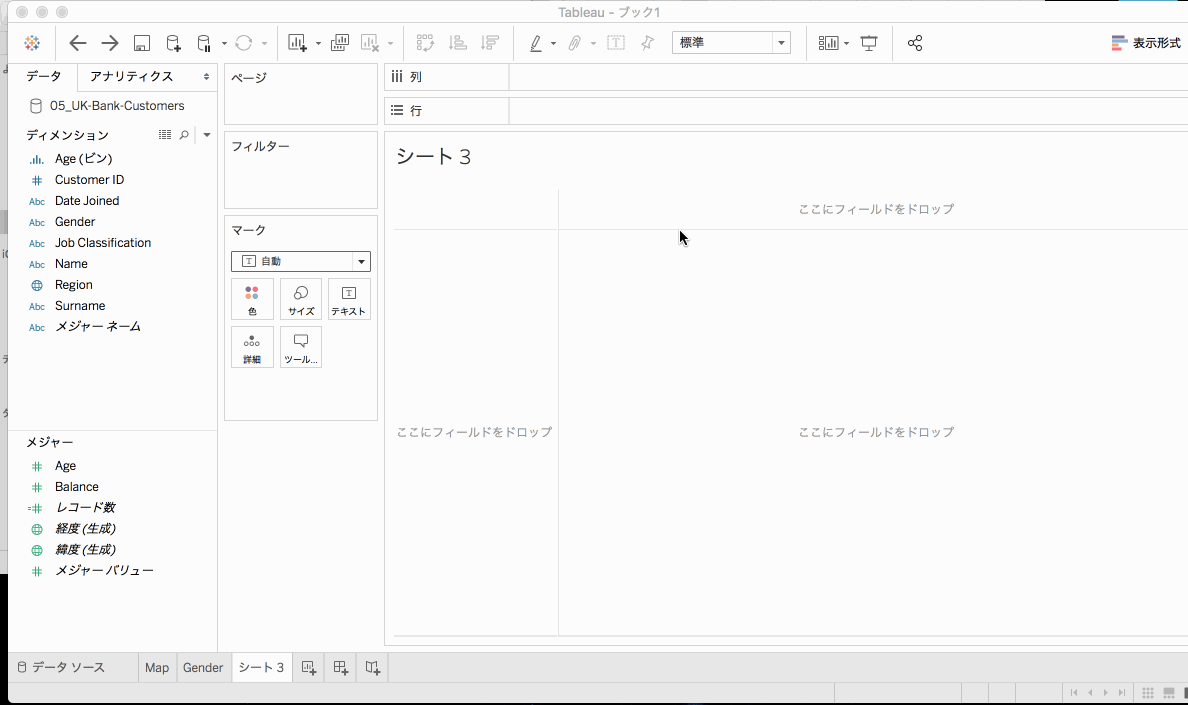 Tableau - ブック1
標準
表示形式
データ
アナリティクス
05_UK-Bank-Customers
ディメンション
Age (ビン)
Customer ID
Abc Date Joined
Abc Gender
Abc Job Classification
Abc Name
Region
Abc Surname
Abc メジャー ネーム
メジャー
Age
Balance
レコード数
経度 (生成)
緯度 (生成)
メジャー バリュー
ページ
フィルター
マーク
自動
色
サイズ
テキスト
詳細
ツール...
列
行
シート 3
ここにフィールドをドロップ
ここにフィールドをドロップ
ここにフィールドをドロップ
データ ソース
Map
Gender
シート 3